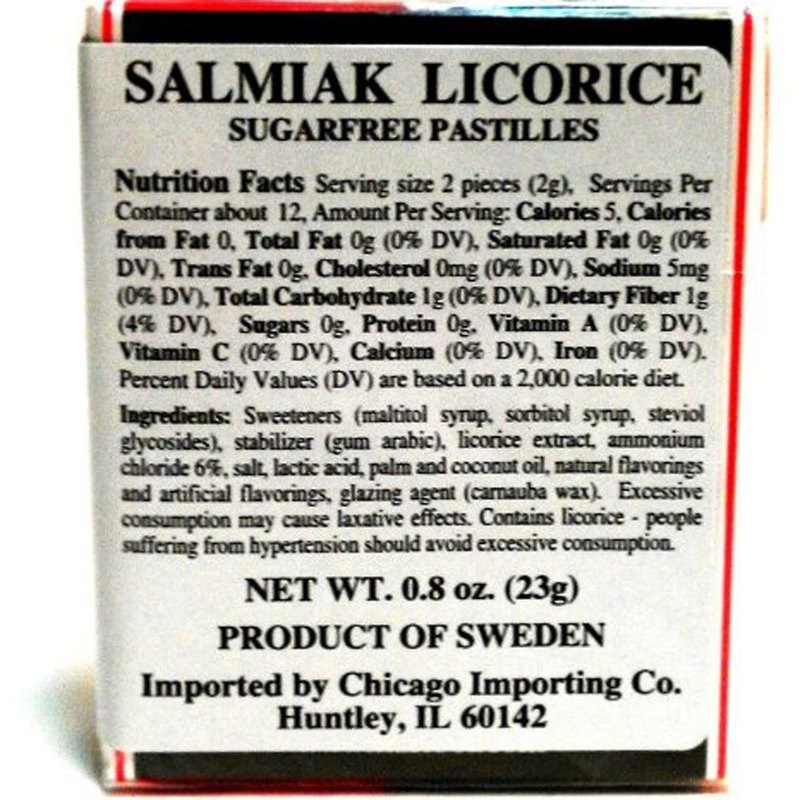 SALMIAK LICORICE
SUGARFREE PASTILLES
Nutrition Facts Serving size 2 pieces (2g), Servings Per
Container about 12, Amount Per Serving: Calories 5, Calories
from Fat 0, Total Fat 0g (0% DV), Saturated Fat 0g (0%
DV), Trans Fat 0g, Cholesterol 0mg (0% DV), Sodium 5mg
(0% DV), Total Carbohydrate 1g (0% DV), Dietary Fiber 1g
(4% DV), Sugars 0g, Protein 0g, Vitamin A (0% DV),
Vitamin C (0% DV), Calcium (0% DV), Iron (0% DV).
Percent Daily Values (DV) are based on a 2,000 calorie diet.
Ingredients: Sweeteners (maltitol syrup, sorbitol syrup, steviol
glycosides), stabilizer (gum arabic), licorice extract, ammonium
chloride 6%, salt, lactic acid, palm and coconut oil, natural flavorings
and artificial flavorings, glazing agent (carnauba wax). Excessive
consumption may cause laxative effects. Contains licorice - people
suffering from hypertension should avoid excessive consumption.
NET WT. 0.8 oz. (23g)
PRODUCT OF SWEDEN
Imported by Chicago Importing Co.
Huntley, IL 60142